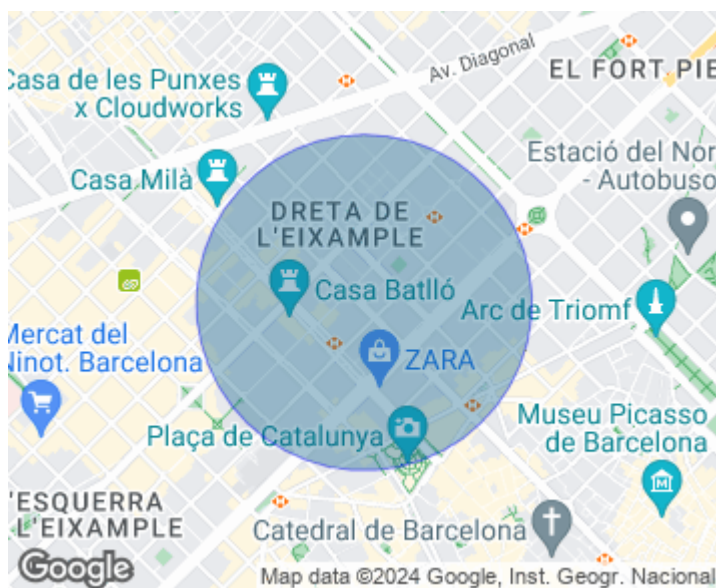 Av. Diagonal
EL FORT PIE
Casa de les Punxes
x Cloudworks
Estació del Nor
- Autobuso
Casa Milà
DRETA DE
L'EIXAMPLE
Casa Batlló
Arc de Triomf
Mercat del
Ninot. Barcelona
ZARA
Plaça de Catalunya
Museu Picasso
de Barcelona
L'ESQUERRA
L'EIXAMPLE
Catedral de Barcelona
Google
Map data ©2024 Google, Inst. Geogr. Nacional